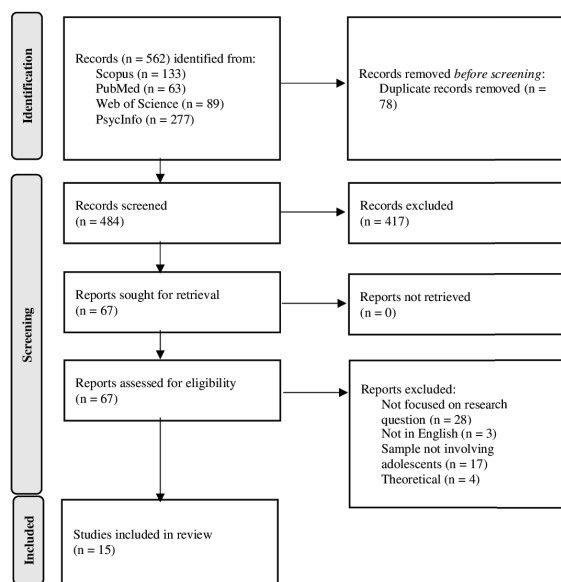 Identification
Records (n = 562) identified from:
Scopus (n = 133)
PubMed (n = 63)
Web of Science (n = 89)
PsycInfo (n = 277)
Records removed before screening:
Duplicate records removed (n =
78)
Screening
Records screened
(n = 484)
Records excluded
(n = 417)
Reports sought for retrieval
(n = 67)
Reports not retrieved
(n = 0)
Reports assessed for eligibility
(n = 67)
Reports excluded:
Not focused on research
question (n = 28)
Not in English (n = 3)
Sample not involving
adolescents (n = 17)
Theoretical (n = 4)
Included
Studies included in review
(n = 15)